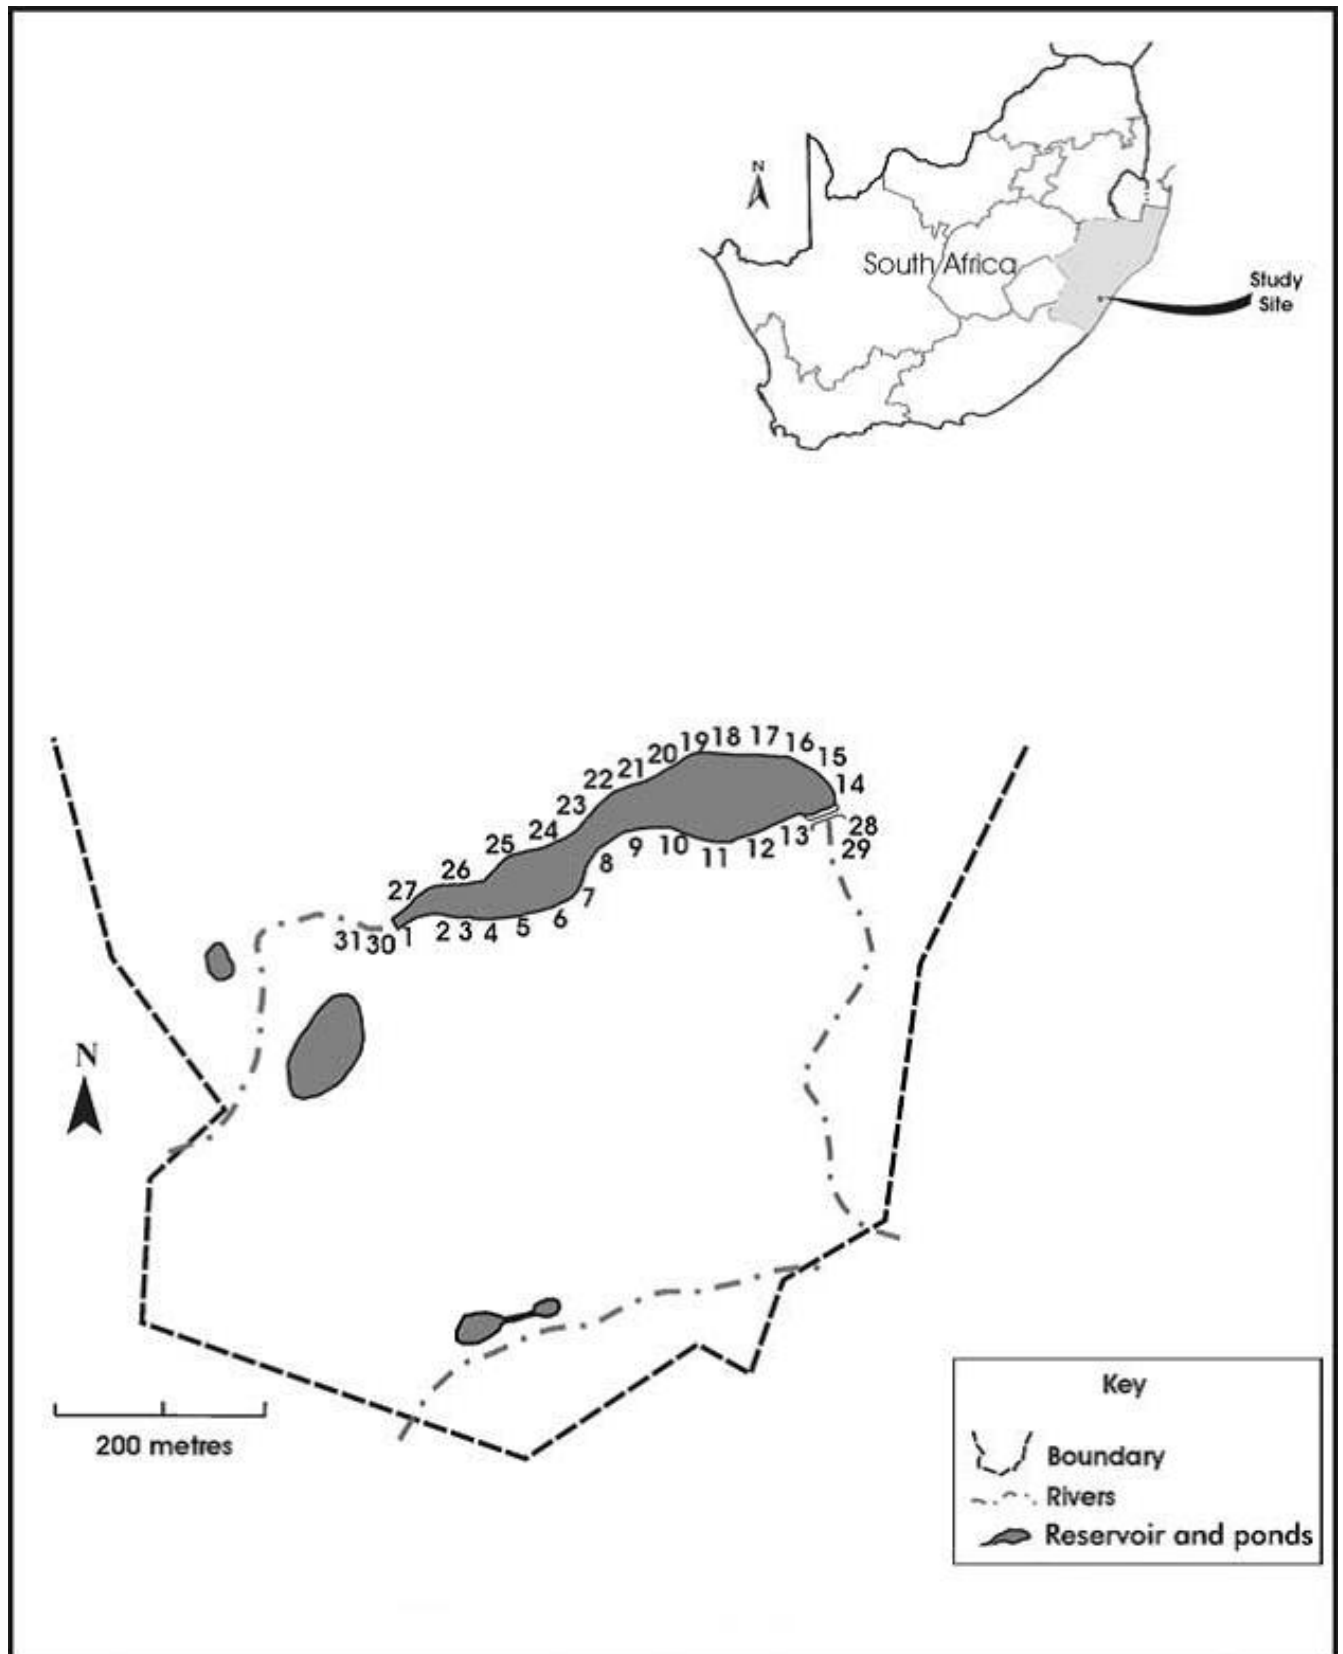 N
South Africa
Study
Site
19 18 17 16
20 15
21 14
22
23 28
24 13 29
25 12
26 11
10
9
8
27 7
31 30 1 2 3 4 5 6
N
200 metres
Key
Boundary
Rivers
Reservoir and ponds